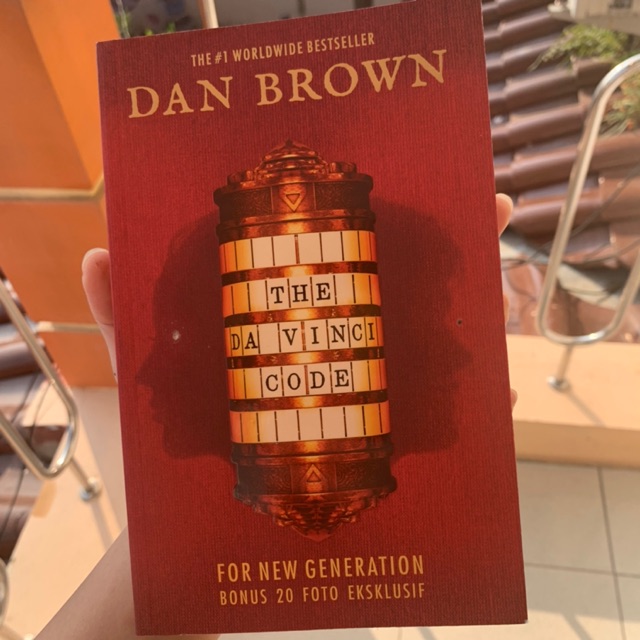 THE #1 WORLDWIDE BESTSELLER
DAN BROWN
THE
DA VINCI
CODE
FOR NEW GENERATION
BONUS 20 FOTO EKSKLUSIF